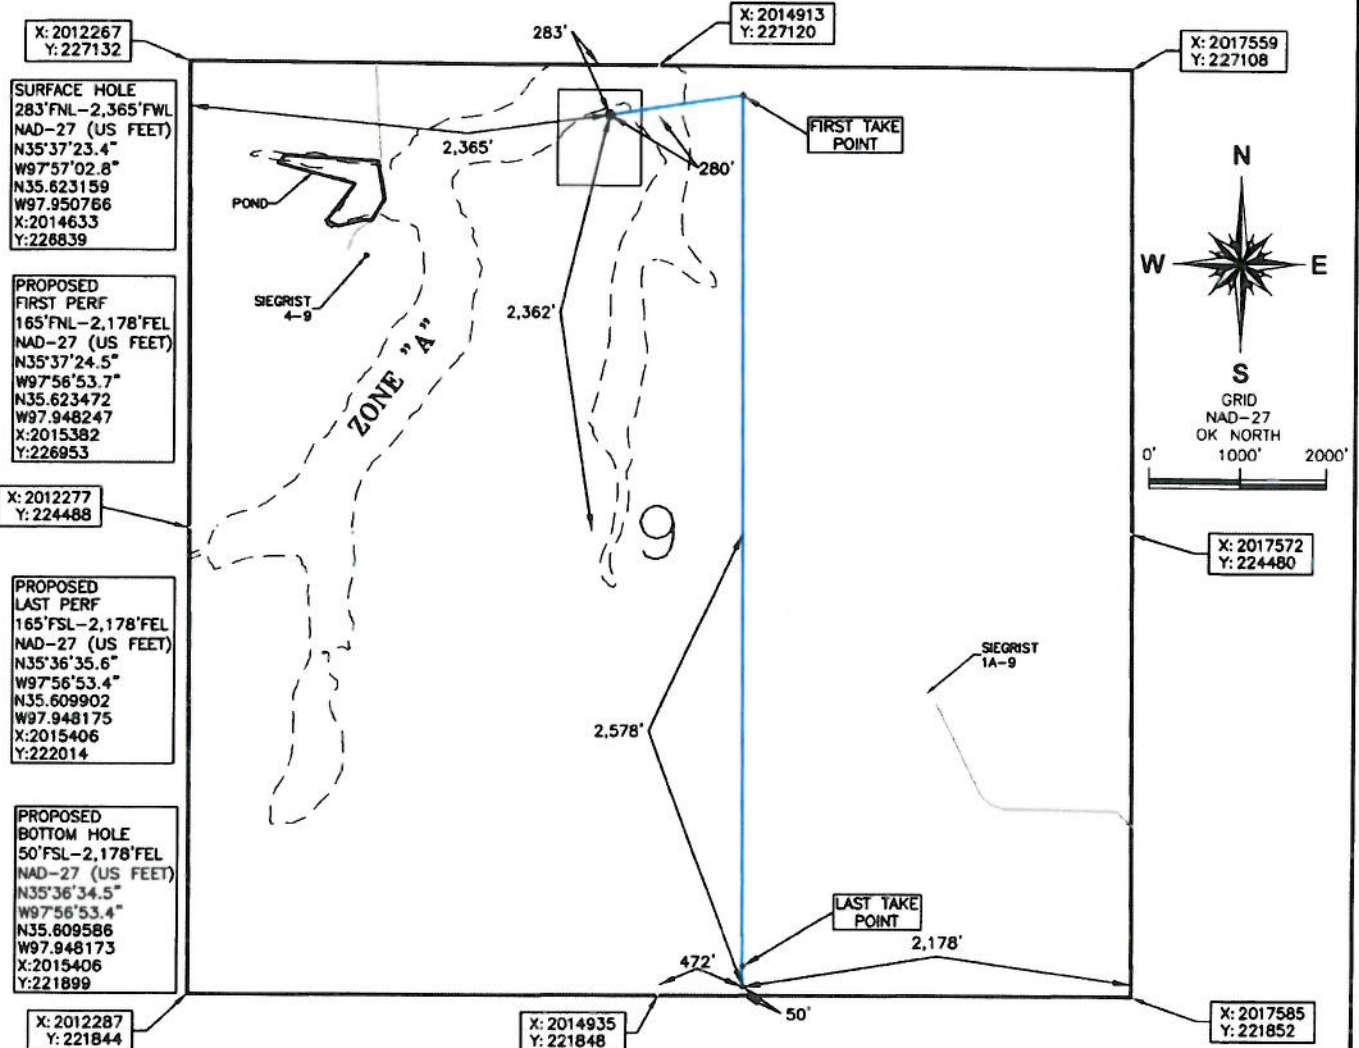 X: 2012267
Y: 227132
283'
X: 2014913
Y: 227120
X: 2017559
Y: 227108
SURFACE HOLE
283'FNL-2,365'FWL
NAD-27 (US FEET)
N35°37'23.4"
W97°57'02.8"
N35.623159
W97.950766
X:2014633
Y:226839
2,365'
FIRST TAKE
POINT
280'
POND
N
W
E
S
GRID
NAD-27
OK NORTH
0'
1000'
2000'
PROPOSED
FIRST PERF
165'FNL-2,178'FEL
NAD-27 (US FEET)
N35°37'24.5"
W97°56'53.7"
N35.623472
W97.948247
X:2015382
Y:226953
SIEGRIST
4-9
2,362'
ZONE "A"
X: 2012277
Y: 224488
9
X: 2017572
Y: 224480
PROPOSED
LAST PERF
165'FSL-2,178'FEL
NAD-27 (US FEET)
N35°36'35.6"
W97°56'53.4"
N35.609902
W97.948175
X:2015406
Y:222014
SIEGRIST
1A-9
2,578'
PROPOSED
BOTTOM HOLE
50'FSL-2,178'FEL
NAD-27 (US FEET)
N35°36'34.5"
W97°56'53.4"
N35.609586
W97.948173
X:2015406
Y:221899
LAST TAKE
POINT
472'
2,178'
50'
X: 2012287
Y: 221844
X: 2014935
Y: 221848
X: 2017585
Y: 221852